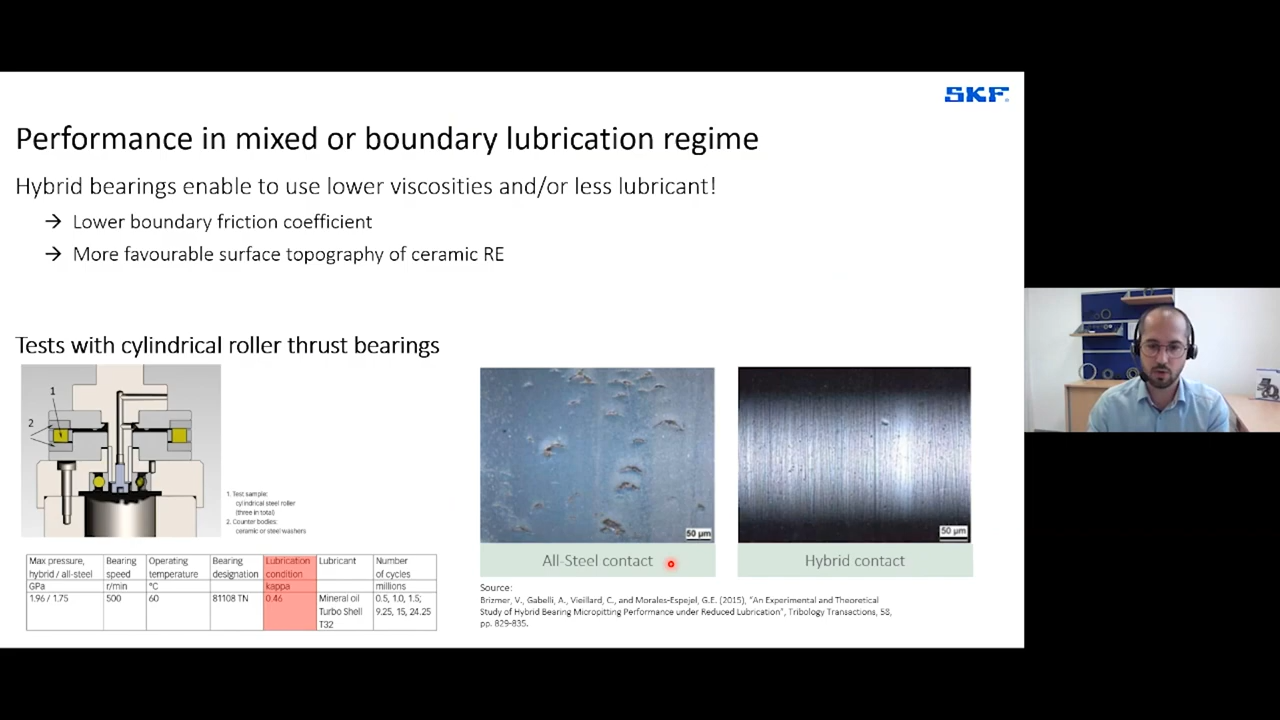 SKF
Performance in mixed or boundary lubrication regime
Hybrid bearings enable to use lower viscosities and/or less lubricant!
→ Lower boundary friction coefficient
→ More favourable surface topography of ceramic RE
Tests with cylindrical roller thrust bearings
1
2
1. Test sample:
cylindrical steel roller
(three in total)
2. Counter bodies:
ceramic or steel washers
Max pressure, hybrid / all-steel Bearing speed Operating temperature Bearing designation Lubrication condition Lubricant Number of cycles
GPa r/min °C kappa millions
1.96 / 1.75 500 60 81108 TN 0.46 Mineral oil Turbo Shell T32 0.5, 1.0, 1.5; 9.25, 15, 24.25
50 µm
50 µm
All-Steel contact
Hybrid contact
Source:
Brizmer, V., Gabelli, A., Vieillard, C., and Morales-Espejel, G.E. (2015), "An Experimental and Theoretical
Study of Hybrid Bearing Micropitting Performance under Reduced Lubrication", Tribology Transactions, 58,
pp. 829-835.